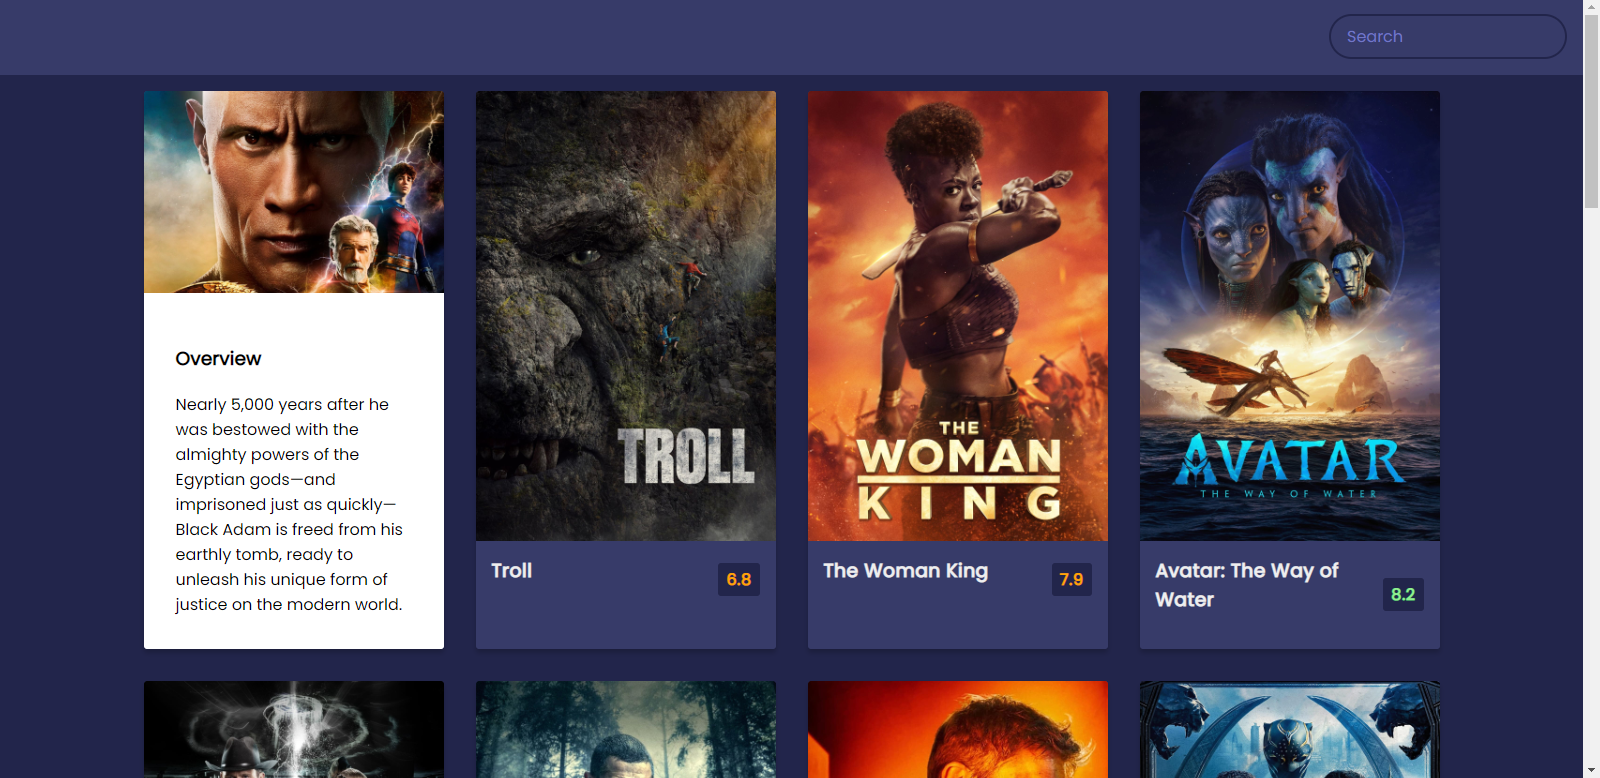 Search
Overview
Nearly 5,000 years after he
was bestowed with the
almighty powers of the
Egyptian gods—and
imprisoned just as quickly—
Black Adam is freed from his
earthly tomb, ready to
unleash his unique form of
justice on the modern world.
TROLL
Troll
6.8
THE
WOMAN
KING
The Woman King
7.9
AVATAR
THE WAY OF WATER
Avatar: The Way of
Water
8.2